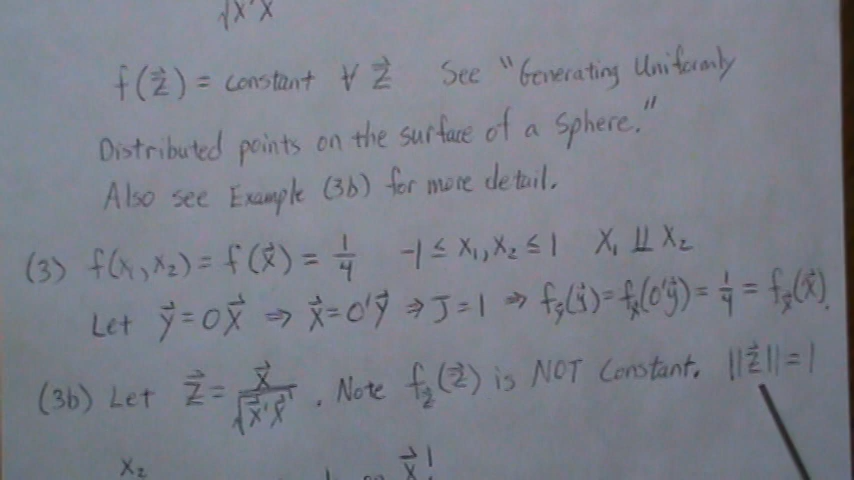 √x'x
f(z⃗) = constant ∀ z⃗ See "Generating Uniformly
Distributed points on the surface of a sphere."
Also see Example (3b) for more detail.
(3) f(x₁,x₂) = f(x⃗) = 1/4 -1 ≤ x₁,x₂ ≤ 1 X₁ ⫫ X₂
Let y⃗ = Ox⃗ ⇒ x⃗ = O'y⃗ ⇒ J = 1 ⇒ f_y⃗(y⃗) = f_x⃗(O'y⃗) = 1/4 = f_x⃗(x⃗).
(3b) Let z⃗ = x⃗/√x⃗'x⃗ . Note f_z⃗(z⃗) is NOT constant. ||z⃗|| = 1
x₂ x⃗!